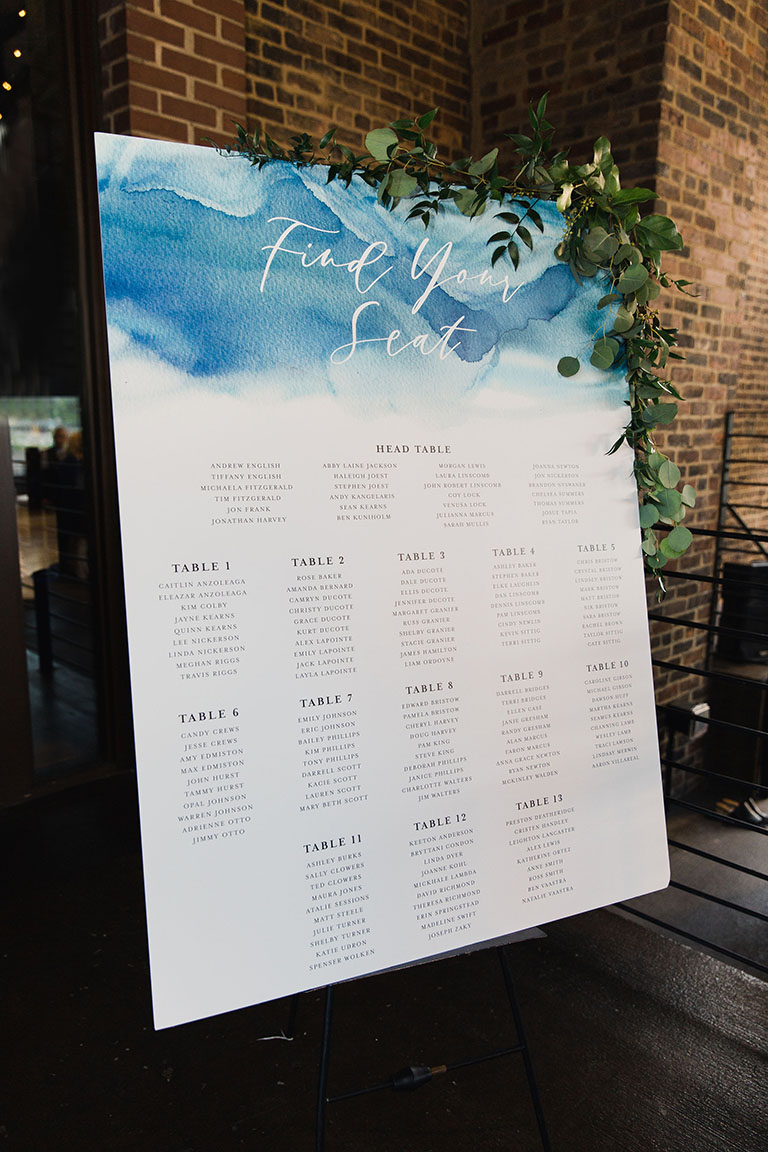 Find Your
Seat
HEAD TABLE
ANDREW ENGLISH
TIFFANY ENGLISH
MICHAELA FITZGERALD
TIM FITZGERALD
JON FRANK
JONATHAN HARVEY
ABBY LAINE JACKSON
HALEIGH JOEST
STEPHEN JOEST
ANDY KANGELARIS
SEAN KEARNS
BEN KUNIHOLM
MORGAN LEWIS
LAURA LINSCOMB
JOHN ROBERT LINSCOMB
COY LOCK
VENUSA LOCK
JULIANNA MARCUS
SARAH MULLIS
JOANNA NEWTON
JON NICKERSON
BRANDON NYSWANER
CHELSEA SUMMERS
THOMAS SUMMERS
JOSUE TAPIA
RYAN TAYLOR
TABLE 1
CAITLIN ANZOLEAGA
ELEAZAR ANZOLEAGA
KIM COLBY
JAYNE KEARNS
QUINN KEARNS
LEE NICKERSON
LINDA NICKERSON
MEGHAN RIGGS
TRAVIS RIGGS
TABLE 2
ROSE BAKER
AMANDA BERNARD
CAMRYN DUCOTE
CHRISTY DUCOTE
GRACE DUCOTE
KURT DUCOTE
ALEX LAPOINTE
EMILY LAPOINTE
JACK LAPOINTE
LAYLA LAPOINTE
TABLE 3
ADA DUCOTE
DALE DUCOTE
ELLIS DUCOTE
JENNIFER DUCOTE
MARGARET GRANIER
RUSS GRANIER
SHELBY GRANIER
STACIE GRANIER
JAMES HAMILTON
LIAM ORDOYNE
TABLE 4
ASHLEY BAKER
STEPHEN BAKER
ELKE LAUGHLIN
DAN LINSCOMB
DENNIS LINSCOMB
PAM LINSCOMB
CINDY NEWLIN
KEVIN SITTIG
TERRI SITTIG
TABLE 5
CHRIS BRISTOW
CRYSTAL BRISTOW
LINDSEY BRISTOW
MARK BRISTOW
MATT BRISTOW
NIK BRISTOW
SARA BRISTOW
RACHEL BROWN
TAYLOR SITTIG
CATE SITTIG
TABLE 6
CANDY CREWS
JESSE CREWS
AMY EDMISTON
MAX EDMISTON
JOHN HURST
TAMMY HURST
OPAL JOHNSON
WARREN JOHNSON
ADRIENNE OTTO
JIMMY OTTO
TABLE 7
EMILY JOHNSON
ERIC JOHNSON
BAILEY PHILLIPS
KIM PHILLIPS
TONY PHILLIPS
DARRELL SCOTT
KACIE SCOTT
LAUREN SCOTT
MARY BETH SCOTT
TABLE 8
EDWARD BRISTOW
PAMELA BRISTOW
CHERYL HARVEY
DOUG HARVEY
PAM KING
STEVE KING
DEBORAH PHILLIPS
JANICE PHILLIPS
CHARLOTTE WALTERS
JIM WALTERS
TABLE 9
DARRELL BRIDGES
TERRI BRIDGES
ELLEN CASE
JANIE GRESHAM
RANDY GRESHAM
ALAN MARCUS
YARON MARCUS
ANNA GRACE NEWTON
RYAN NEWTON
MCKINLEY WALDEN
TABLE 10
CAROLINE GIBSON
MICHAEL GIBSON
DAWSON HUFF
MARTHA KEARNS
SEAMUS KEARNS
CHANNING LAMB
WESLEY LAMB
TRACI LAWSON
LINDSAY MERWIN
AARON VILLAREAL
TABLE 11
ASHLEY BURKS
SALLY CLOWERS
TED CLOWERS
MAURA JONES
ATALIE SESSIONS
MATT STEELE
JULIE TURNER
SHELBY TURNER
KATIE UDRON
SPENSER WOLKEN
TABLE 12
KEETON ANDERSON
BRYTTANI CONDON
LINDA DYER
JOANNE KOHL
MICKHALE LAMBDA
DAVID RICHMOND
THERESA RICHMOND
ERIN SPRINGSTEAD
MADELINE SWIFT
JOSEPH ZAKY
TABLE 13
PRESTON DEATHERIDGE
CRISTEN HANDLEY
LEIGHTON LANCASTER
ALEX LEWIS
KATHERINE ORTEZ
ANNE SMITH
ROSS SMITH
BEN VAASTRA
NATALIE VAASTRA